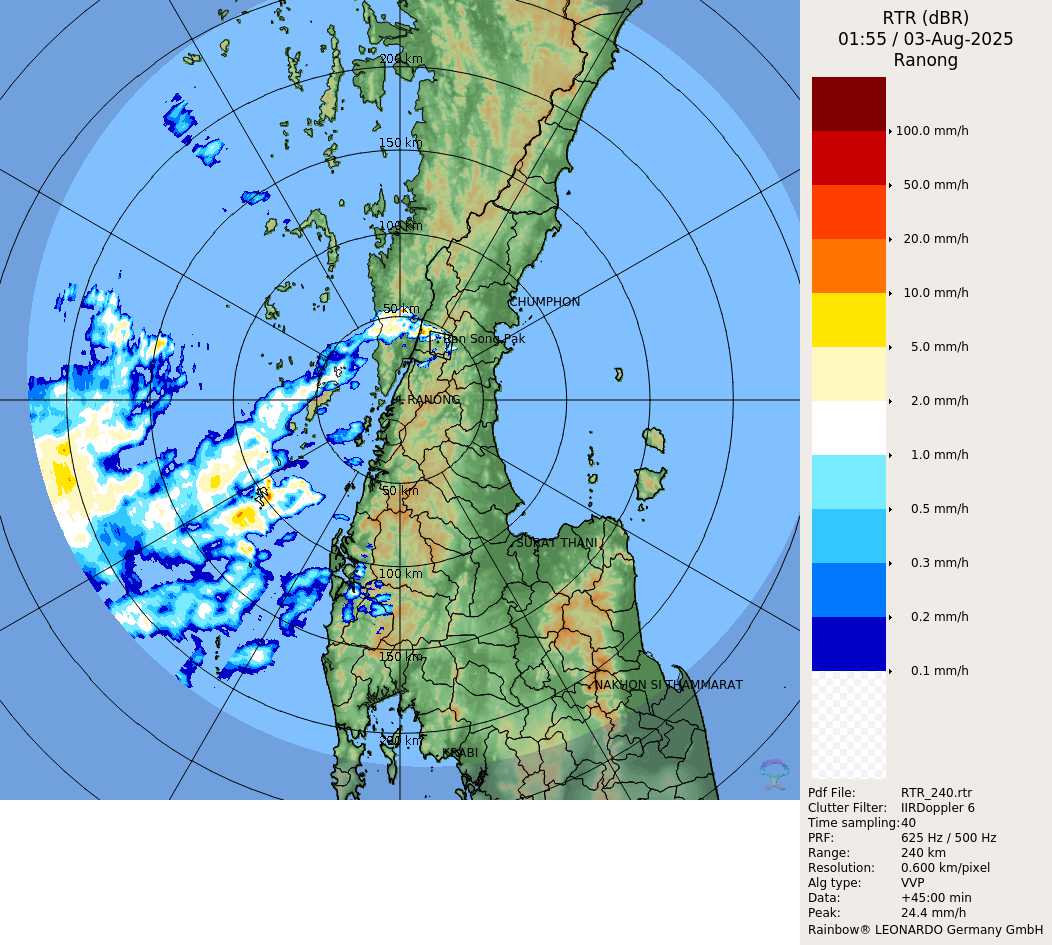 RTR (dBR)
01:55 / 03-Aug-2025
Ranong
200 km
150 km
100 km
50 km
CHUMPHON
Ban Song Pak
RANONG
50 km
SURAT THANI
100 km
150 km
NAKHON SI THAMMARAT
200 km
KRABI
100.0 mm/h
50.0 mm/h
20.0 mm/h
10.0 mm/h
5.0 mm/h
2.0 mm/h
1.0 mm/h
0.5 mm/h
0.3 mm/h
0.2 mm/h
0.1 mm/h
Pdf File: RTR_240.rtr
Clutter Filter: IIRDoppler 6
Time sampling: 40
PRF: 625 Hz / 500 Hz
Range: 240 km
Resolution: 0.600 km/pixel
Alg type: VVP
Data: +45:00 min
Peak: 24.4 mm/h
Rainbow® LEONARDO Germany GmbH